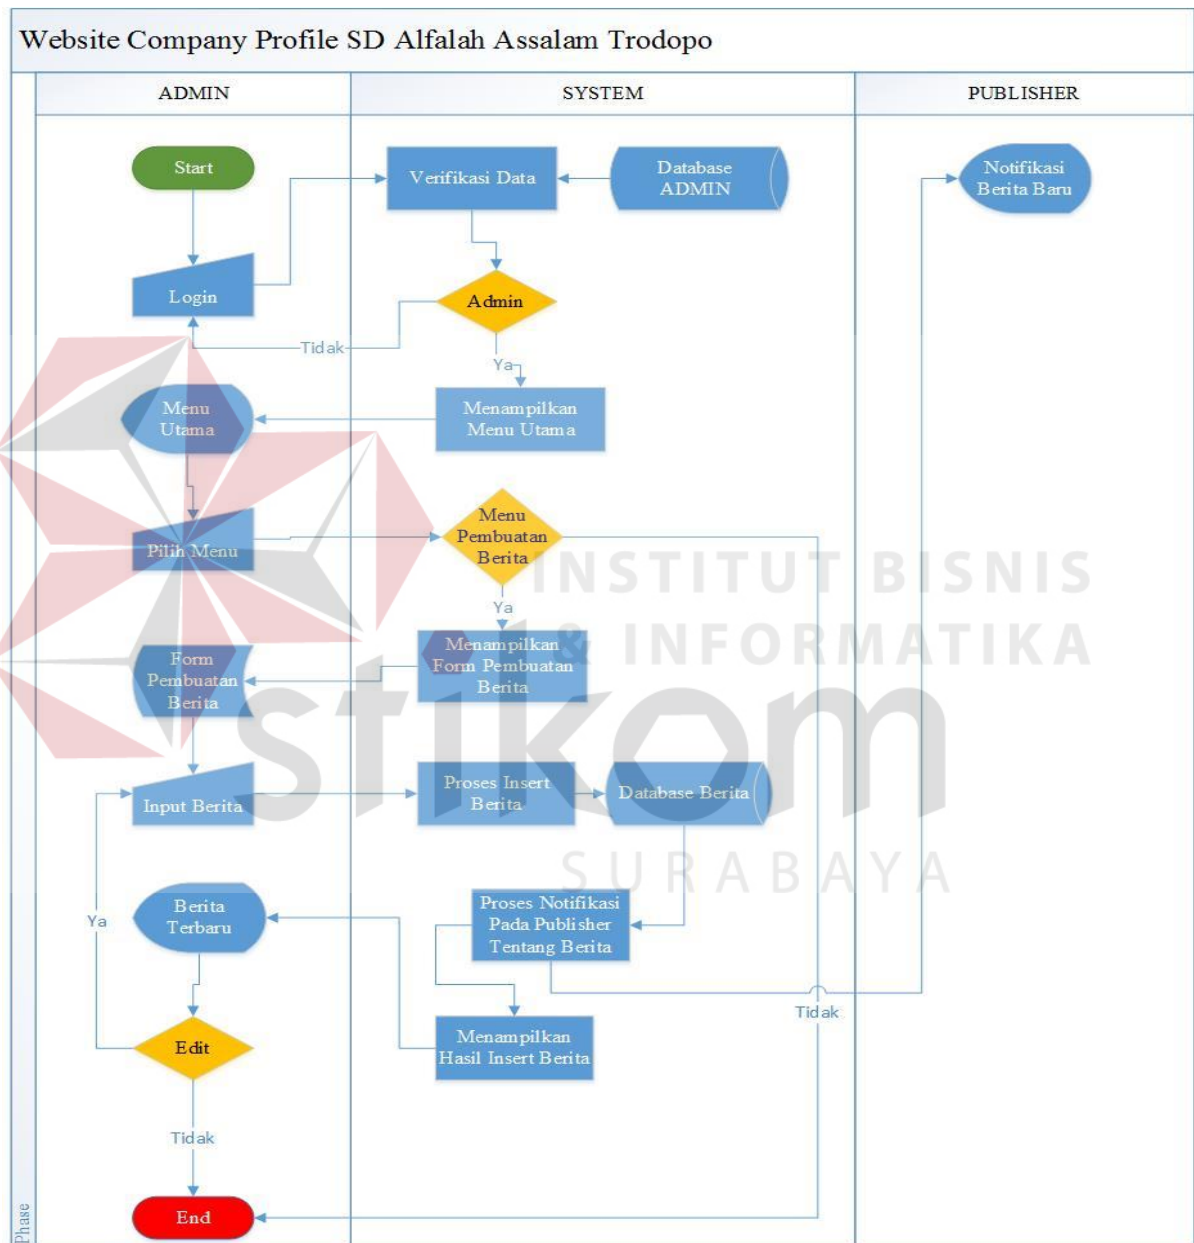 Website Company Profile SD Alfalah Assalam Trodopo
ADMIN
SYSTEM
PUBLISHER
Start
Verifikasi Data
Database
ADMIN
Notifikasi
Berita Baru
Login
Admin
Tidak
Ya
Menu
Utama
Menampilkan
Menu Utama
Pilih Menu
Menu
Pembuatan
Berita
Ya
INSTITUT BISNIS
& INFORMATIKA
Form
Pembuatan
Berita
Menampilkan
Form Pembuatan
Berita
stikom
Input Berita
Proses Insert
Berita
Database Berita
SURABAYA
Ya
Berita
Terbaru
Proses Notifikasi
Pada Publisher
Tentang Berita
Tidak
Edit
Menampilkan
Hasil Insert Berita
Tidak
End
Phase